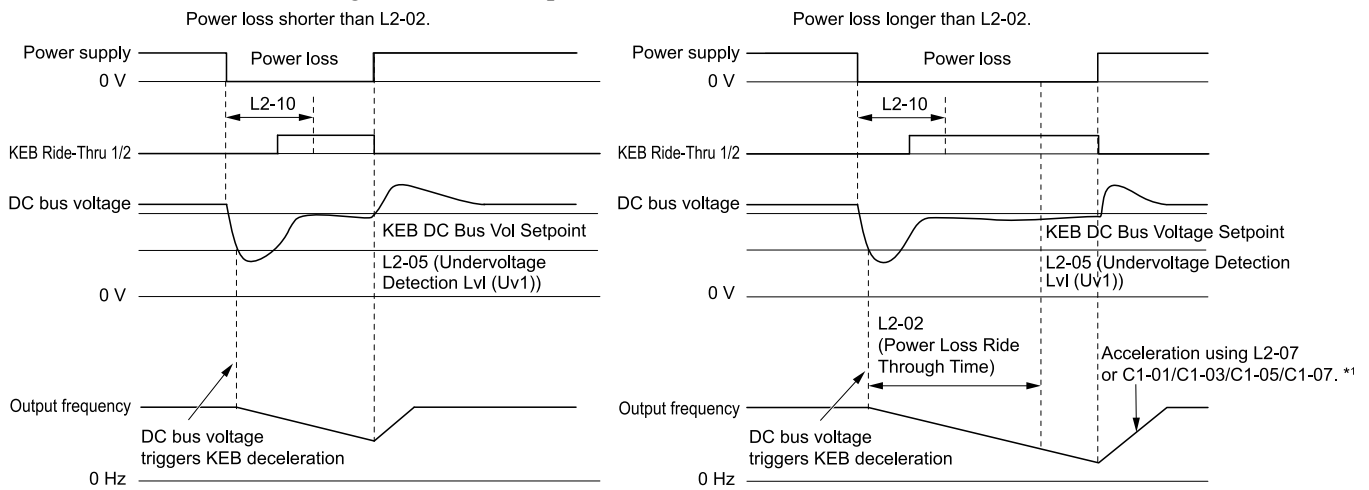 Power loss shorter than L2-02.
Power supply
Power loss
0 V
L2-10
KEB Ride-Thru 1/2
DC bus voltage
KEB DC Bus Vol Setpoint
L2-05 (Undervoltage
Detection Lvl (Uv1))
0 V
Output frequency
DC bus voltage
triggers KEB deceleration
0 Hz
Power loss longer than L2-02.
Power supply
Power loss
0 V
L2-10
KEB Ride-Thru 1/2
DC bus voltage
KEB DC Bus Voltage Setpoint
L2-05 (Undervoltage Detection
Lvl (Uv1))
0 V
L2-02
(Power Loss Ride
Through Time)
Acceleration using L2-07
or C1-01/C1-03/C1-05/C1-07. *1
Output frequency
DC bus voltage
triggers KEB deceleration
0 Hz